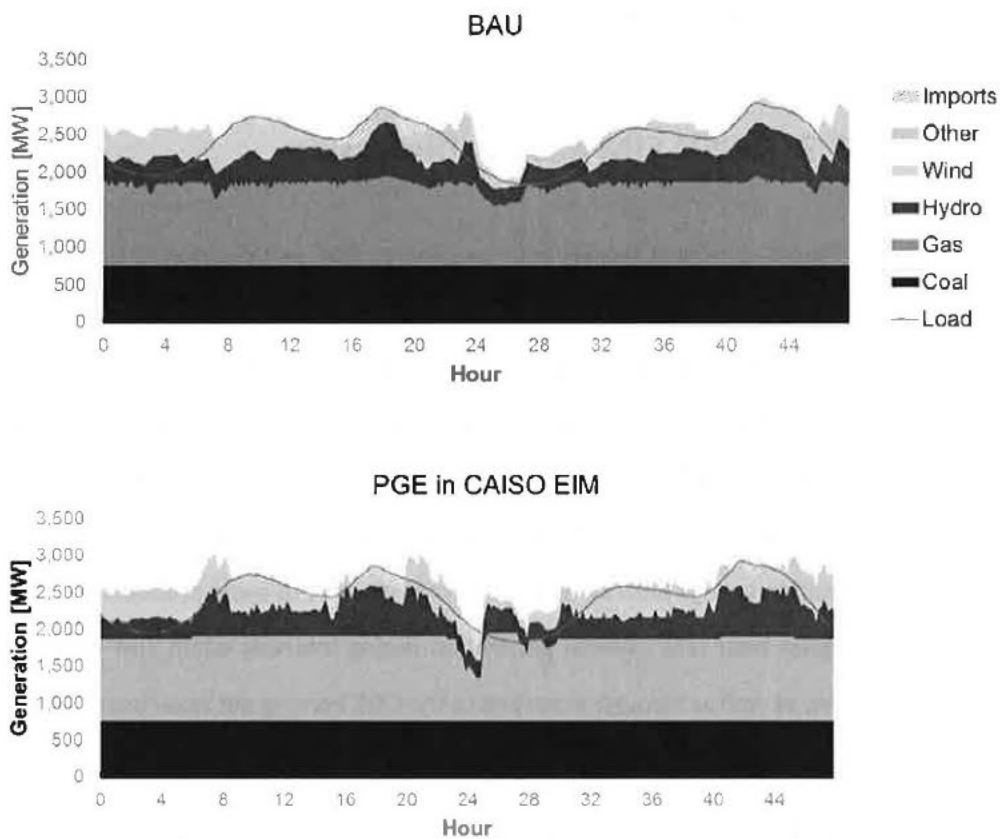 BAU
Generation [MW]
3,500
3,000
2,500
2,000
1,500
1,000
500
0
0 4 8 12 16 20 24 28 32 36 40 44
Hour
Imports
Other
Wind
Hydro
Gas
Coal
Load
PGE in CAISO EIM
Generation [MW]
3,500
3,000
2,500
2,000
1,500
1,000
500
0
0 4 8 12 16 20 24 28 32 36 40 44
Hour